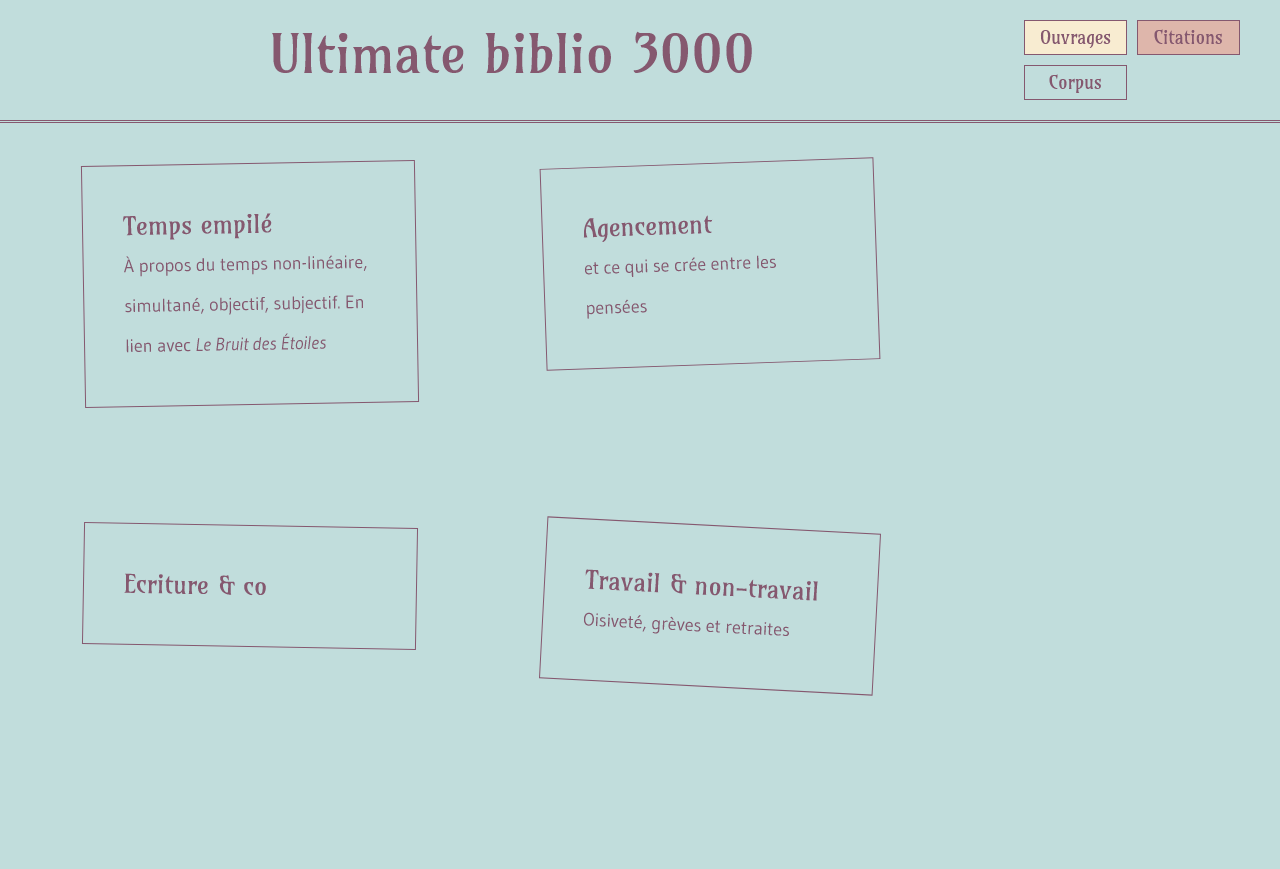 Ultimate biblio 3000
Ouvrages
Citations
Corpus
Temps empilé
À propos du temps non-linéaire,
simultané, objectif, subjectif. En
lien avec Le Bruit des Étoiles
Agencement
et ce qui se crée entre les
pensées
Ecriture & co
Travail & non-travail
Oisiveté, grèves et retraites